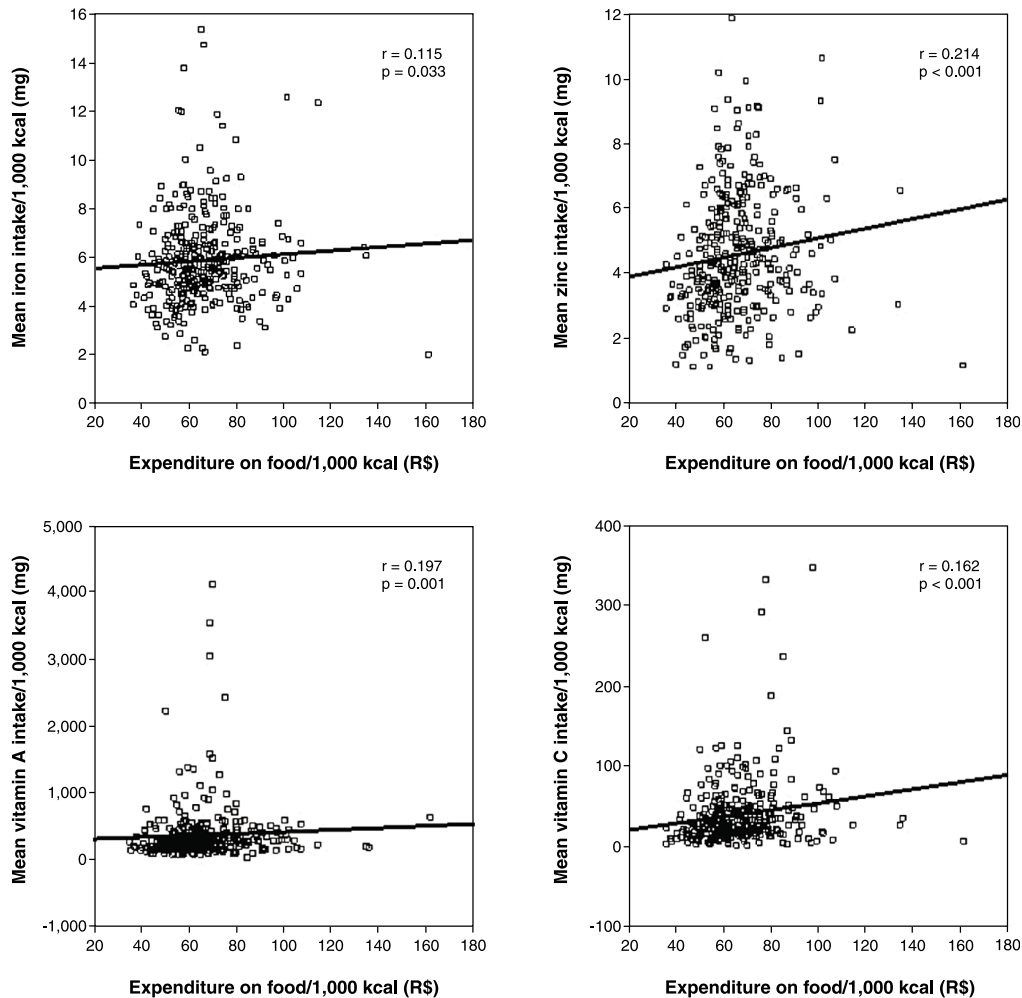 16
14
12
10
8
6
4
2
0
Mean iron intake/1,000 kcal (mg)
r = 0.115
p = 0.033
20 40 60 80 100 120 140 160 180
Expenditure on food/1,000 kcal (R$)
12
10
8
6
4
2
0
Mean zinc intake/1,000 kcal (mg)
r = 0.214
p < 0.001
20 40 60 80 100 120 140 160 180
Expenditure on food/1,000 kcal (R$)
5,000
4,000
3,000
2,000
1,000
0
-1,000
Mean vitamin A intake/1,000 kcal (mg)
r = 0.197
p = 0.001
20 40 60 80 100 120 140 160 180
Expenditure on food/1,000 kcal (R$)
400
300
200
100
0
-100
Mean vitamin C intake/1,000 kcal (mg)
r = 0.162
p < 0.001
20 40 60 80 100 120 140 160 180
Expenditure on food/1,000 kcal (R$)